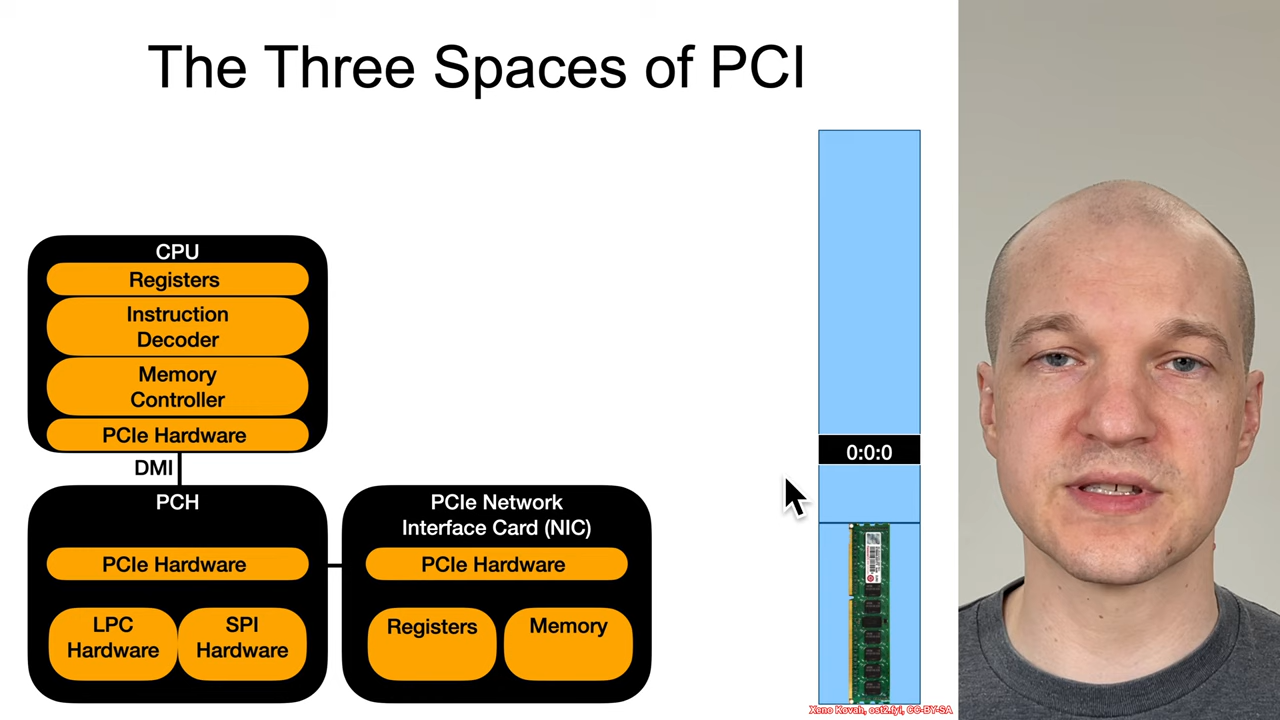 The Three Spaces of PCI
CPU
Registers
Instruction
Decoder
Memory
Controller
PCIe Hardware
DMI
PCH
PCIe Hardware
LPC
Hardware
SPI
Hardware
PCIe Network
Interface Card (NIC)
PCIe Hardware
Registers
Memory
0:0:0
Xeno Kovah, ost2.fyi, CC-BY-SA